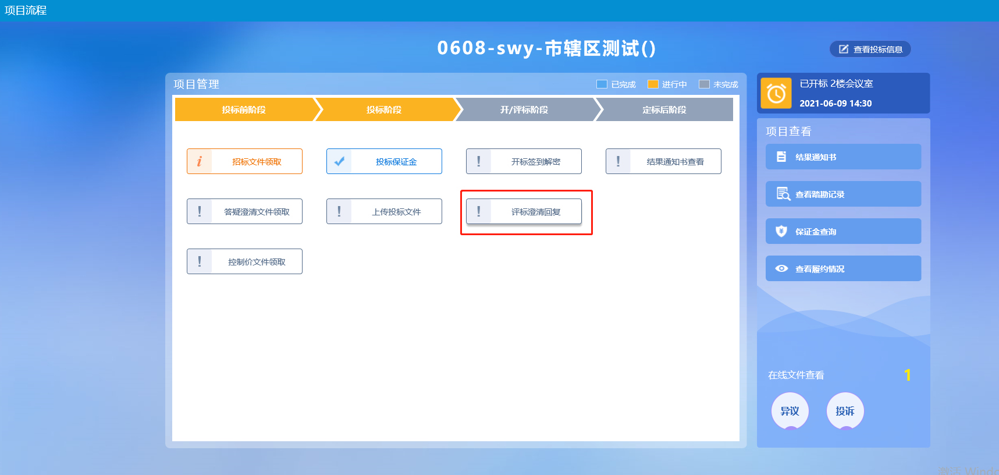 项目流程
0608-swy-市辖区测试()
查看投标信息
项目管理
已完成
进行中
未完成
投标前阶段
投标阶段
开/评标阶段
定标后阶段
招标文件领取
投标保证金
开标签到解密
结果通知书查看
答疑澄清文件领取
上传投标文件
评标澄清回复
控制价文件领取
已开标 2楼会议室
2021-06-09 14:30
项目查看
结果通知书
查看踏勘记录
保证金查询
查看履约情况
在线文件查看
1
异议
投诉
激活 Windo